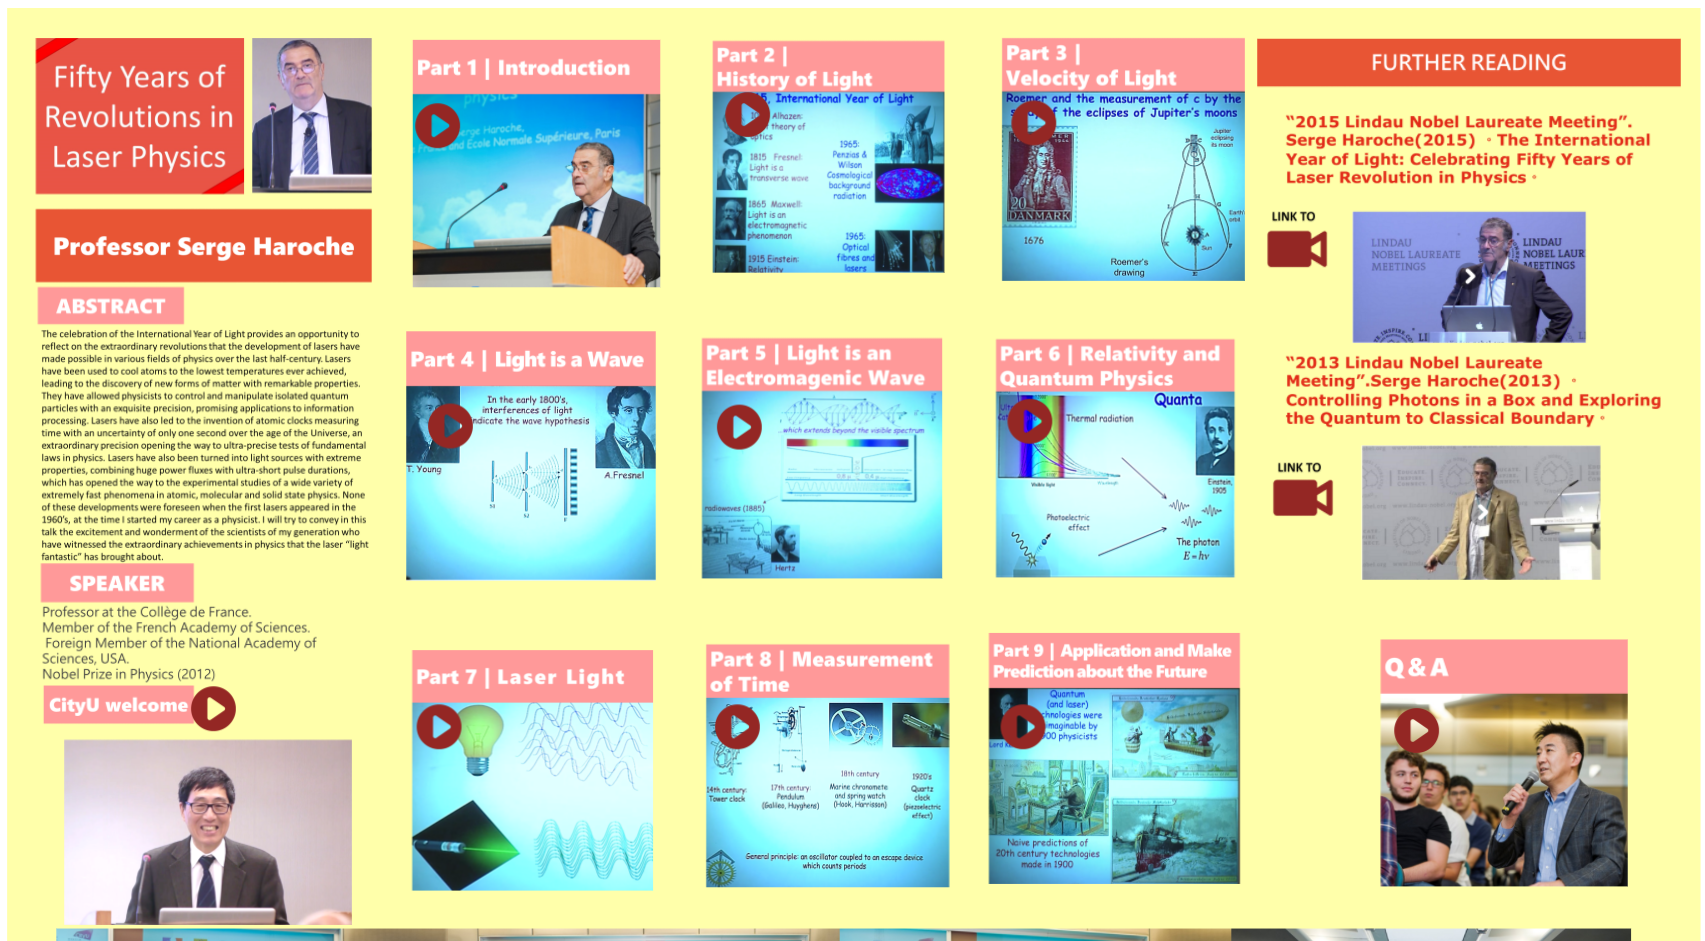 Fifty Years of
Revolutions in
Laser Physics
Professor Serge Haroche
ABSTRACT
The celebration of the International Year of Light provides an opportunity to
reflect on the extraordinary revolutions that the development of lasers have
made possible in various fields of physics over the last half-century. Lasers
have been used to cool atoms to the lowest temperatures ever achieved,
leading to the discovery of new forms of matter with remarkable properties.
They have allowed physicists to control and manipulate isolated quantum
particles with an exquisite precision, promising applications to information
processing. Lasers have also led to the invention of atomic clocks measuring
time with an uncertainty of only one second over the age of the Universe, an
extraordinary precision opening the way to ultra-precise tests of fundamental
laws in physics. Lasers have also been turned into light sources with extreme
properties, combining huge power fluxes with ultra-short pulse durations,
which has opened the way to the experimental studies of a wide variety of
extremely fast phenomena in atomic, molecular and solid state physics. None
of these developments were foreseen when the first lasers appeared in the
1960's, at the time I started my career as a physicist. I will try to convey in this
talk the excitement and wonderment of the scientists of my generation who
have witnessed the extraordinary achievements in physics that the laser "light
fantastic" has brought about.
SPEAKER
Professor at the Collège de France.
Member of the French Academy of Sciences.
Foreign Member of the National Academy of
Sciences, USA.
Nobel Prize in Physics (2012)
CityU welcome
Part 1 | Introduction
physics
erge Haroche,
France and École Normale Supérieure, Paris
Part 2 |
History of Light
5, International Year of Light
Alhazen:
theory of
optics
1815 Fresnel:
Light is a
transverse wave
1865 Maxwell:
Light is an
electromagnetic
phenomenon
1915 Einstein:
Relativity
1965:
Penzias &
Wilson
Cosmological
background
radiation
1965:
Optical
fibres and
lasers
Part 3 |
Velocity of Light
Roemer and the measurement of c by the
of the eclipses of Jupiter's moons
20
DANMARK
1676
Jupiter
eclipsing
its moon
Earth's
orbit
Sun
Roemer's
drawing
Part 4 | Light is a Wave
In the early 1800's,
interferences of light
indicate the wave hypothesis
T. Young
A.Fresnel
Part 5 | Light is an
Electromagenic Wave
...which extends beyond the visible spectrum
radiowaves (1885)
Hertz
Part 6 | Relativity and
Quantum Physics
Quanta
Thermal radiation
Visible light
Einstein,
1905
Photoelectric
effect
The photon
E = hν
Part 7 | Laser Light
Part 8 | Measurement
of Time
14th century:
Tower clock
17th century:
Pendulum
(Galileo, Huyghens)
18th century
Marine chronomete
and spring watch
(Hook, Harrisson)
1920's
Quartz
clock
(piezoelectric
effect)
General principle: an oscillator coupled to an escape device
which counts periods
Part 9 | Application and Make
Prediction about the Future
Quantum
(and laser)
chnologies were
maginable by
900 physicists
Lord
Naive predictions of
20th century technologies
made in 1900
FURTHER READING
"2015 Lindau Nobel Laureate Meeting".
Serge Haroche(2015) 。The International
Year of Light: Celebrating Fifty Years of
Laser Revolution in Physics。
LINK TO
LINDAU
NOBEL LAUREATE
MEETINGS
LINDAU
NOBEL LAUR
MEETINGS
"2013 Lindau Nobel Laureate
Meeting".Serge Haroche(2013) 。
Controlling Photons in a Box and Exploring
the Quantum to Classical Boundary。
LINK TO
Q&A